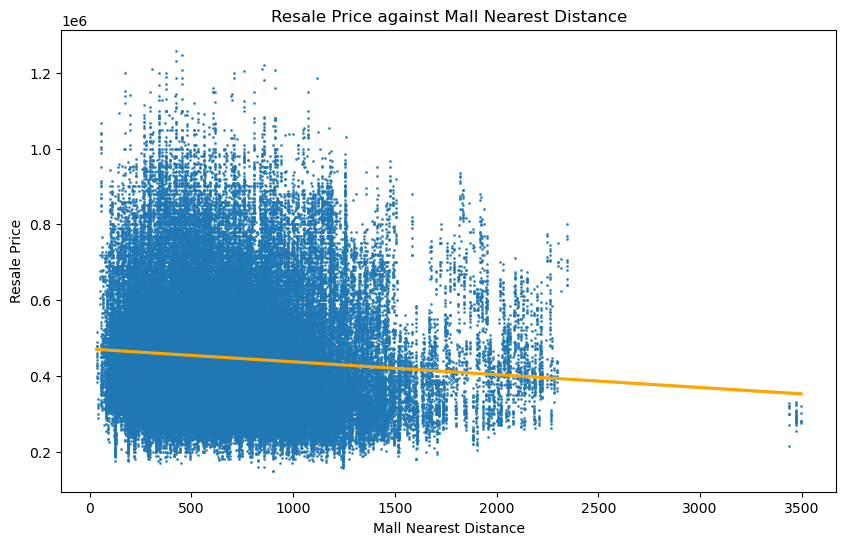 Resale Price against Mall Nearest Distance
1e6
1.2
1.0
0.8
0.6
0.4
0.2
Resale Price
0 500 1000 1500 2000 2500 3000 3500
Mall Nearest Distance